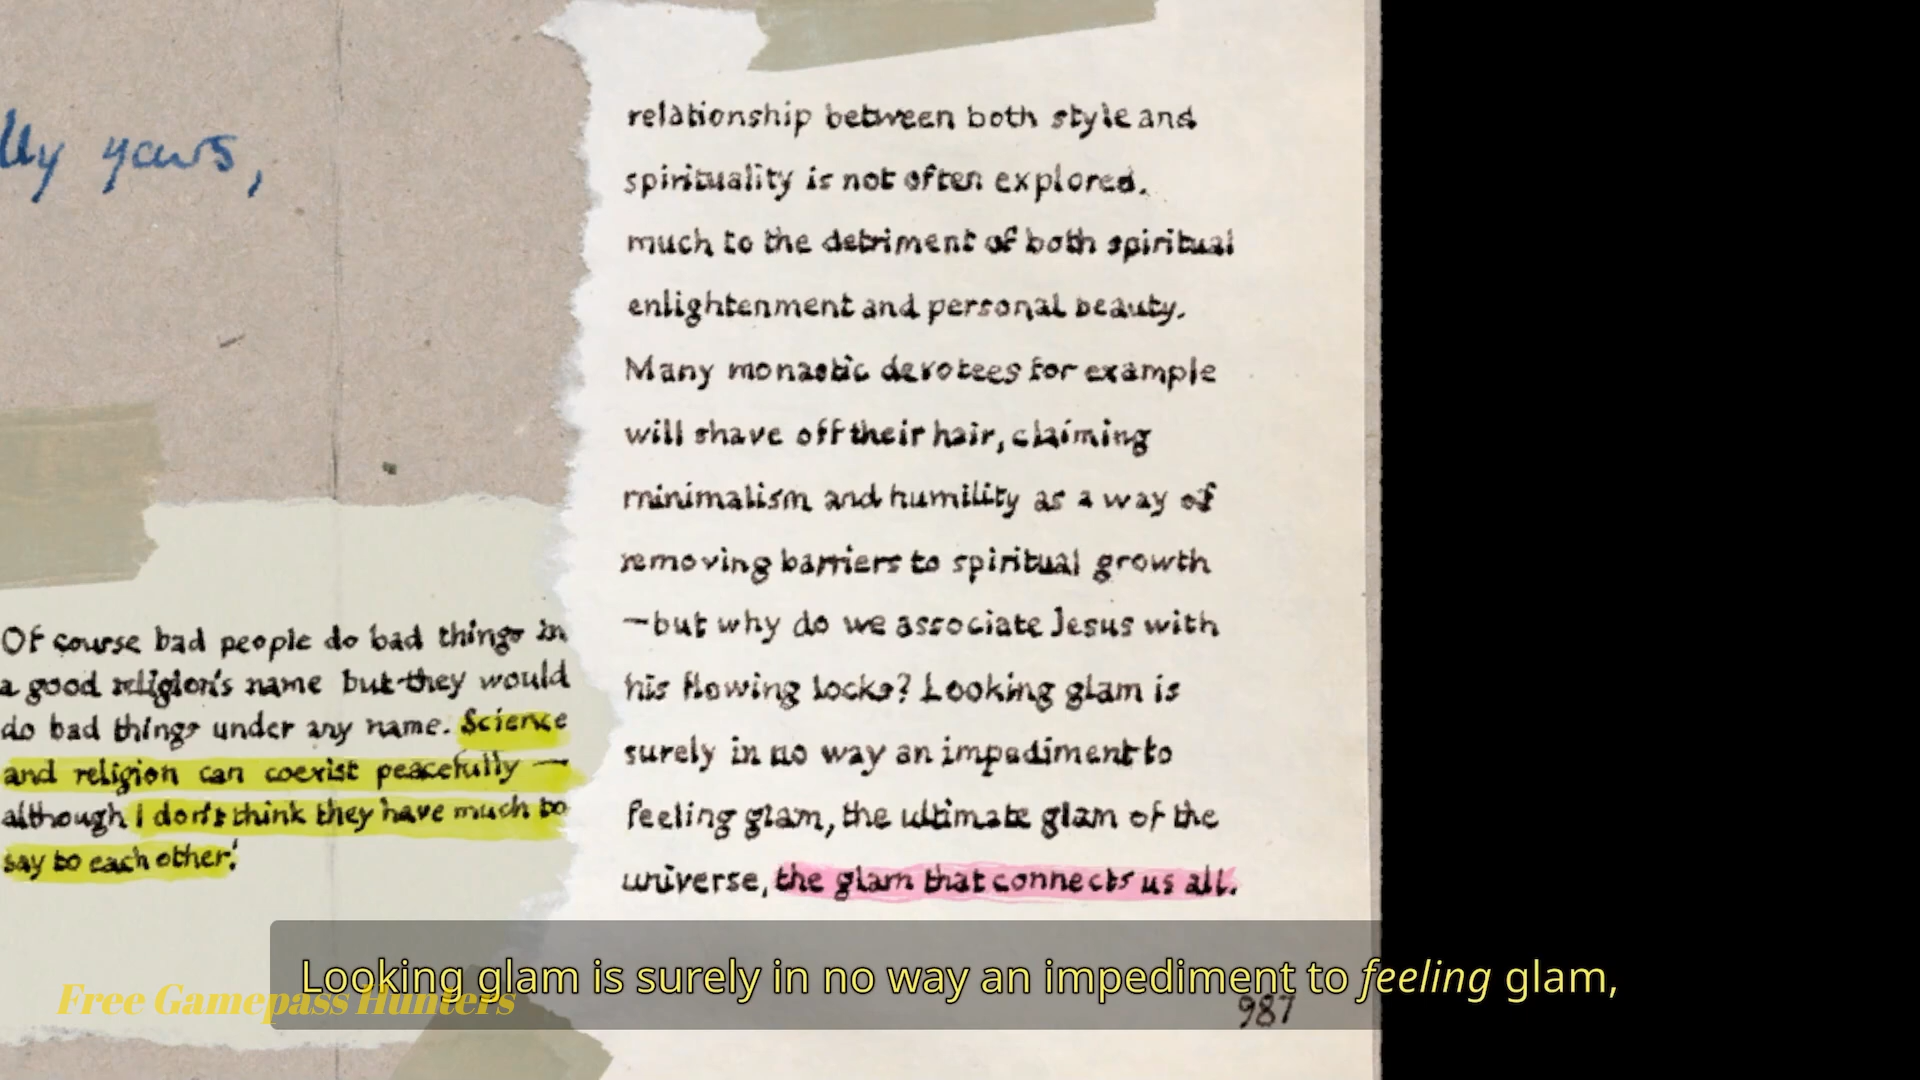 lly yours,
Of course bad people do bad things in
a good religion's name but they would
do bad things under any name. Science
and religion can coexist peacefully —
although I don't think they have much to
say to each other.'
relationship between both style and
spirituality is not often explored.
much to the detriment of both spiritual
enlightenment and personal beauty.
Many monastic devotees for example
will shave off their hair, claiming
minimalism and humility as a way of
removing barriers to spiritual growth
—but why do we associate Jesus with
his flowing locks? Looking glam is
surely in no way an impediment to
feeling glam, the ultimate glam of the
universe, the glam that connects us all.
Looking glam is surely in no way an impediment to feeling glam,
Free Gamepass Hunters
987